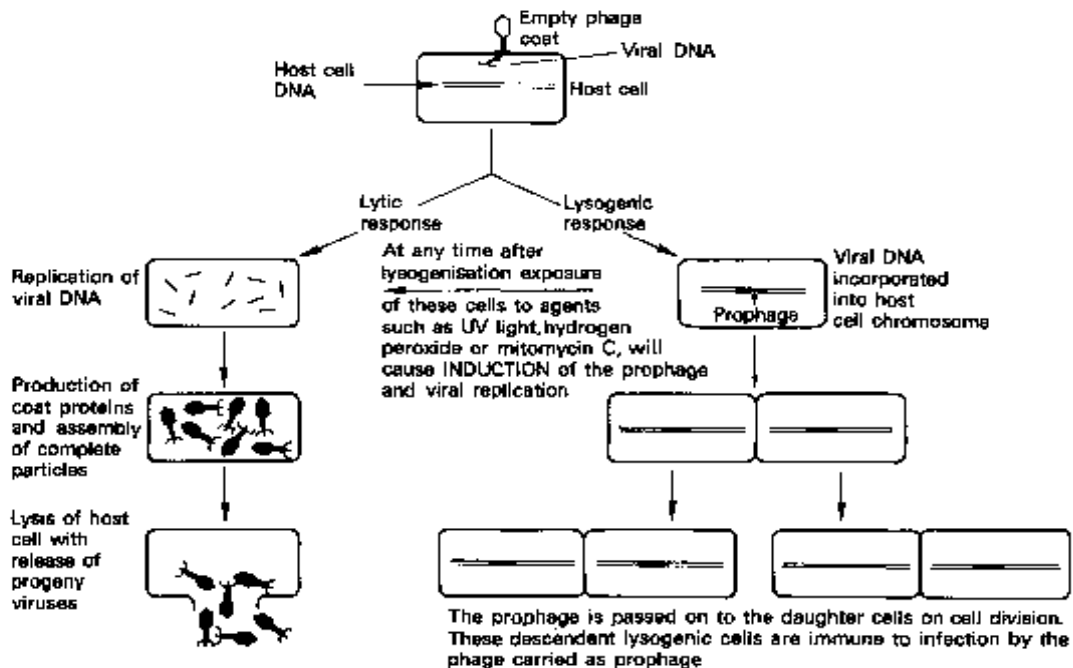 Empty phage
coat
Viral DNA
Host cell
DNA
Host cell
Lytic
response
Lysogenic
response
At any time after
lysogenisation exposure
of these cells to agents
such as UV light, hydrogen
peroxide or mitomycin C, will
cause INDUCTION of the prophage
and viral replication
Replication of
viral DNA
Viral DNA
incorporated
into host
cell chromosome
Prophage
Production of
coat proteins
and assembly
of complete
particles
Lysis of host
cell with
release of
progeny
viruses
The prophage is passed on to the daughter cells on cell division.
These descendent lysogenic cells are immune to infection by the
phage carried as prophage